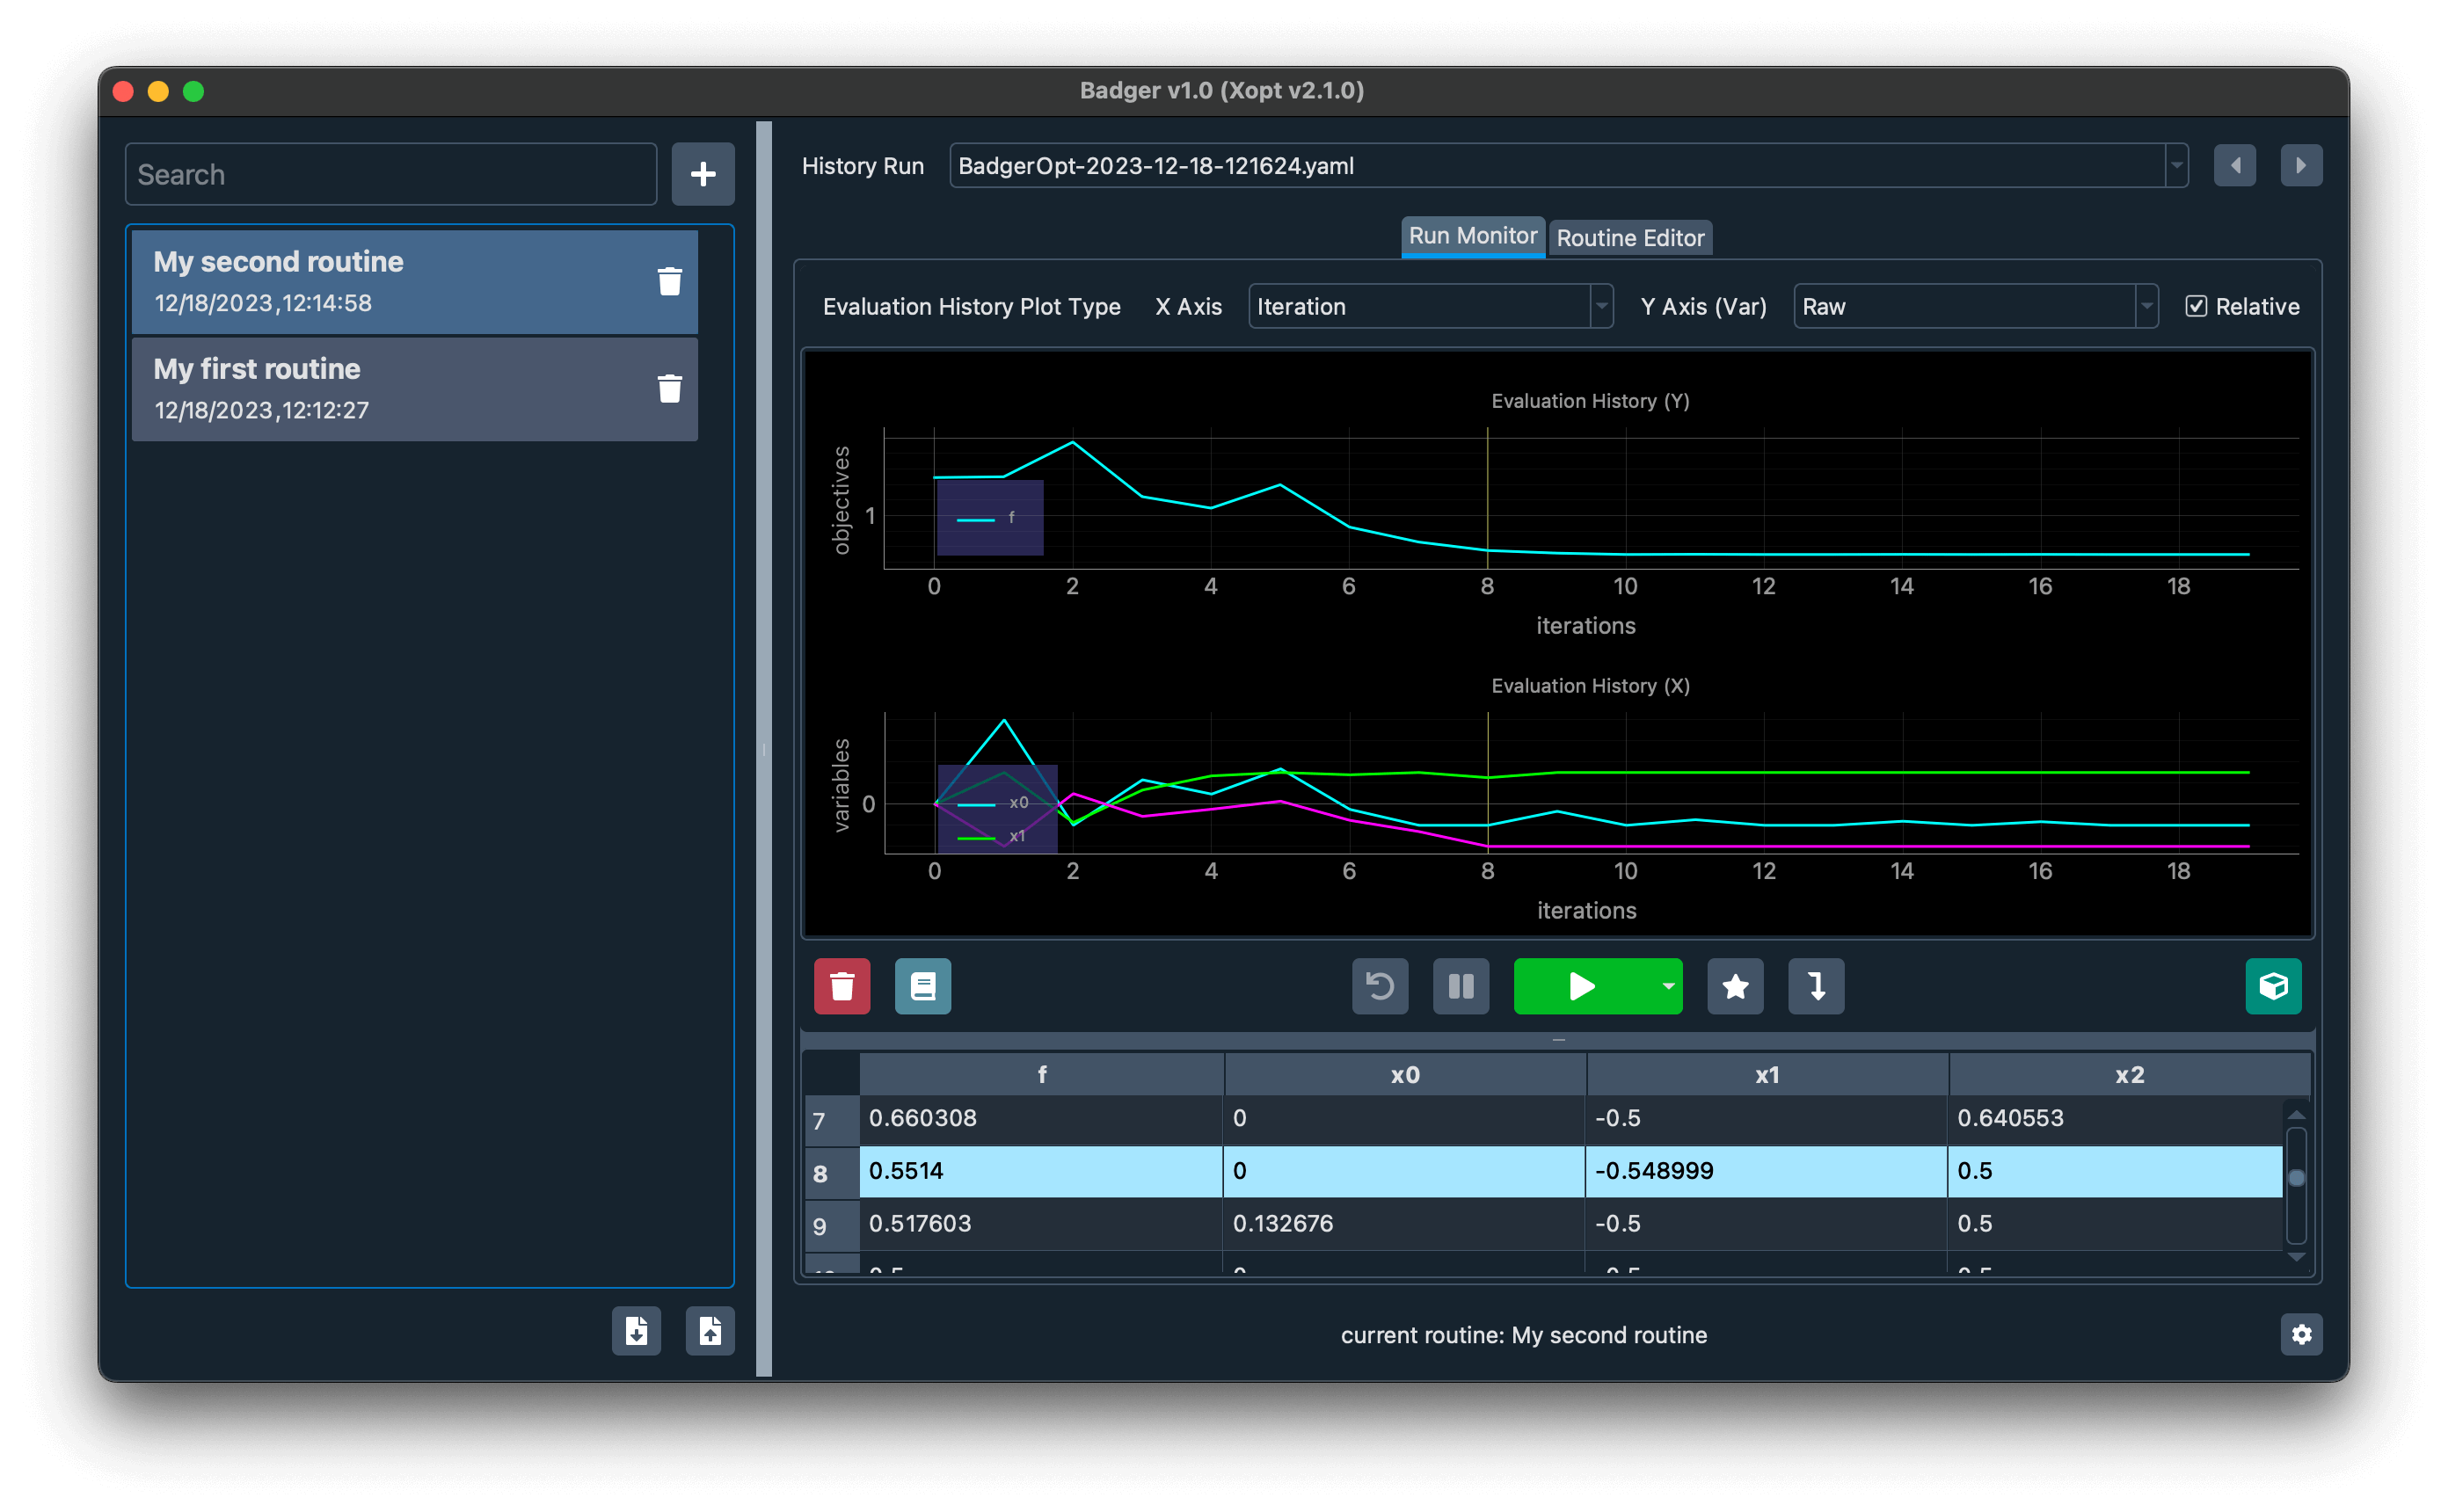 Badger v1.0 (Xopt v2.1.0)
Search
My second routine
12/18/2023,12:14:58
My first routine
12/18/2023,12:12:27
History Run
BadgerOpt-2023-12-18-121624.yaml
Run Monitor
Routine Editor
Evaluation History Plot Type X Axis Iteration Y Axis (Var) Raw Relative
Evaluation History (Y)
objectives
1
f
0 2 4 6 8 10 12 14 16 18
iterations
Evaluation History (X)
variables
0
x0
x1
0 2 4 6 8 10 12 14 16 18
iterations
f x0 x1 x2
7 0.660308 0 -0.5 0.640553
8 0.5514 0 -0.548999 0.5
9 0.517603 0.132676 -0.5 0.5
current routine: My second routine